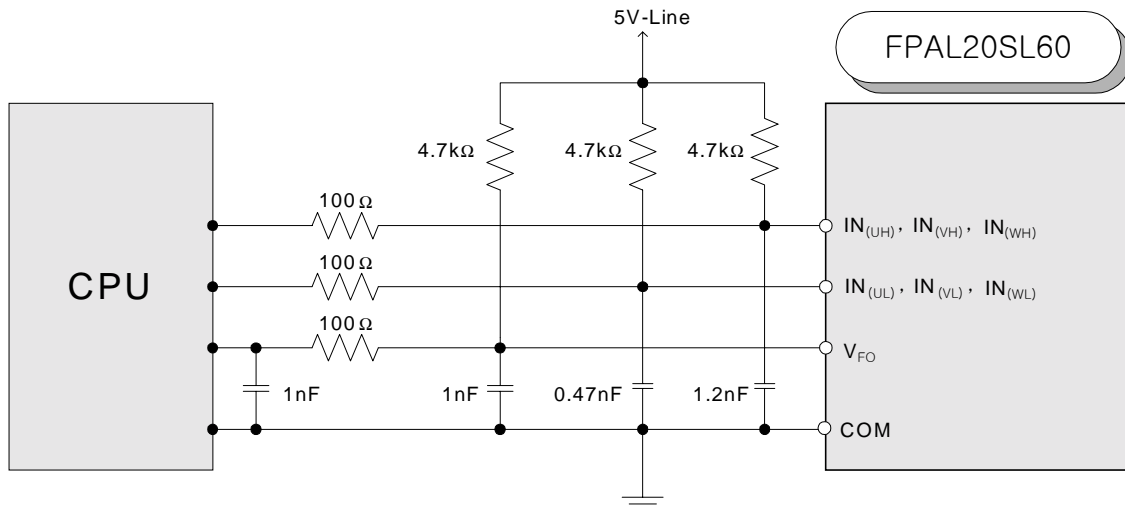 5V-Line
FPAL20SL60
4.7kΩ 4.7kΩ 4.7kΩ
100Ω
IN(UH), IN(VH), IN(WH)
CPU
100Ω
IN(UL), IN(VL), IN(WL)
100Ω
VFO
1nF 1nF 0.47nF 1.2nF
COM